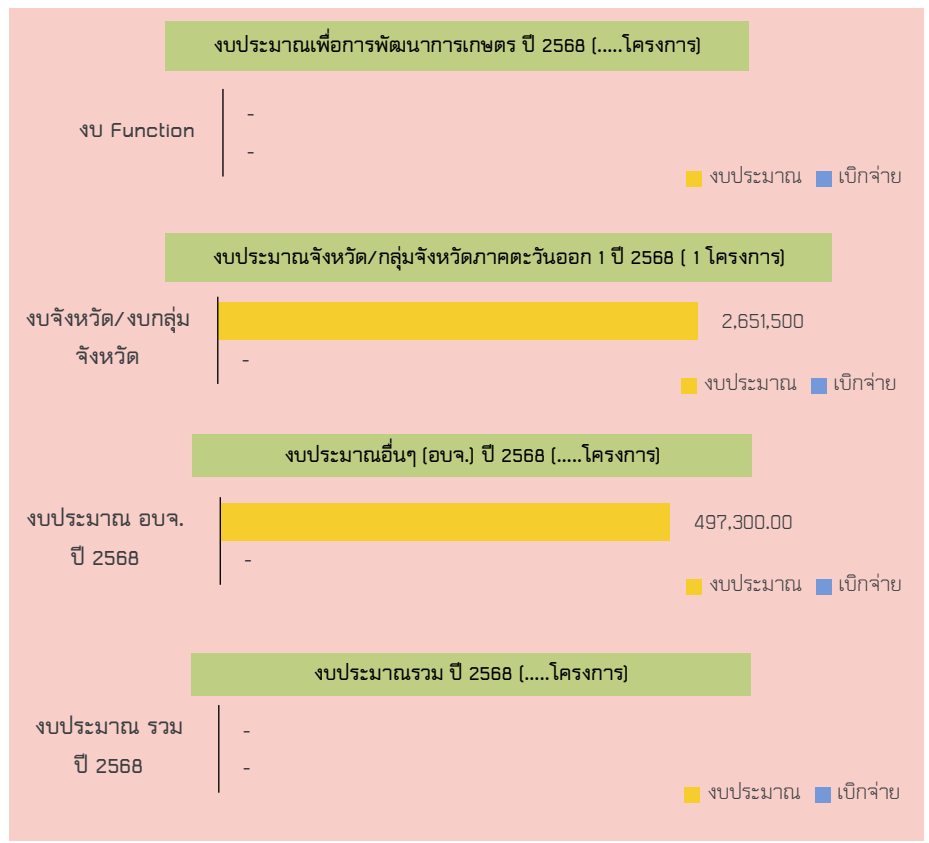 งบประมาณเพื่อการพัฒนาการเกษตร ปี 2568 (.....โครงการ)
งบ Function
-
-
งบประมาณ เบิกจ่าย
งบประมาณจังหวัด/กลุ่มจังหวัดภาคตะวันออก 1 ปี 2568 ( 1 โครงการ)
งบจังหวัด/งบกลุ่ม
จังหวัด
2,651,500
-
งบประมาณ เบิกจ่าย
งบประมาณอื่นๆ (อบจ.) ปี 2568 (.....โครงการ)
งบประมาณ อบจ.
ปี 2568
497,300.00
-
งบประมาณ เบิกจ่าย
งบประมาณรวม ปี 2568 (.....โครงการ)
งบประมาณ รวม
ปี 2568
-
-
งบประมาณ เบิกจ่าย